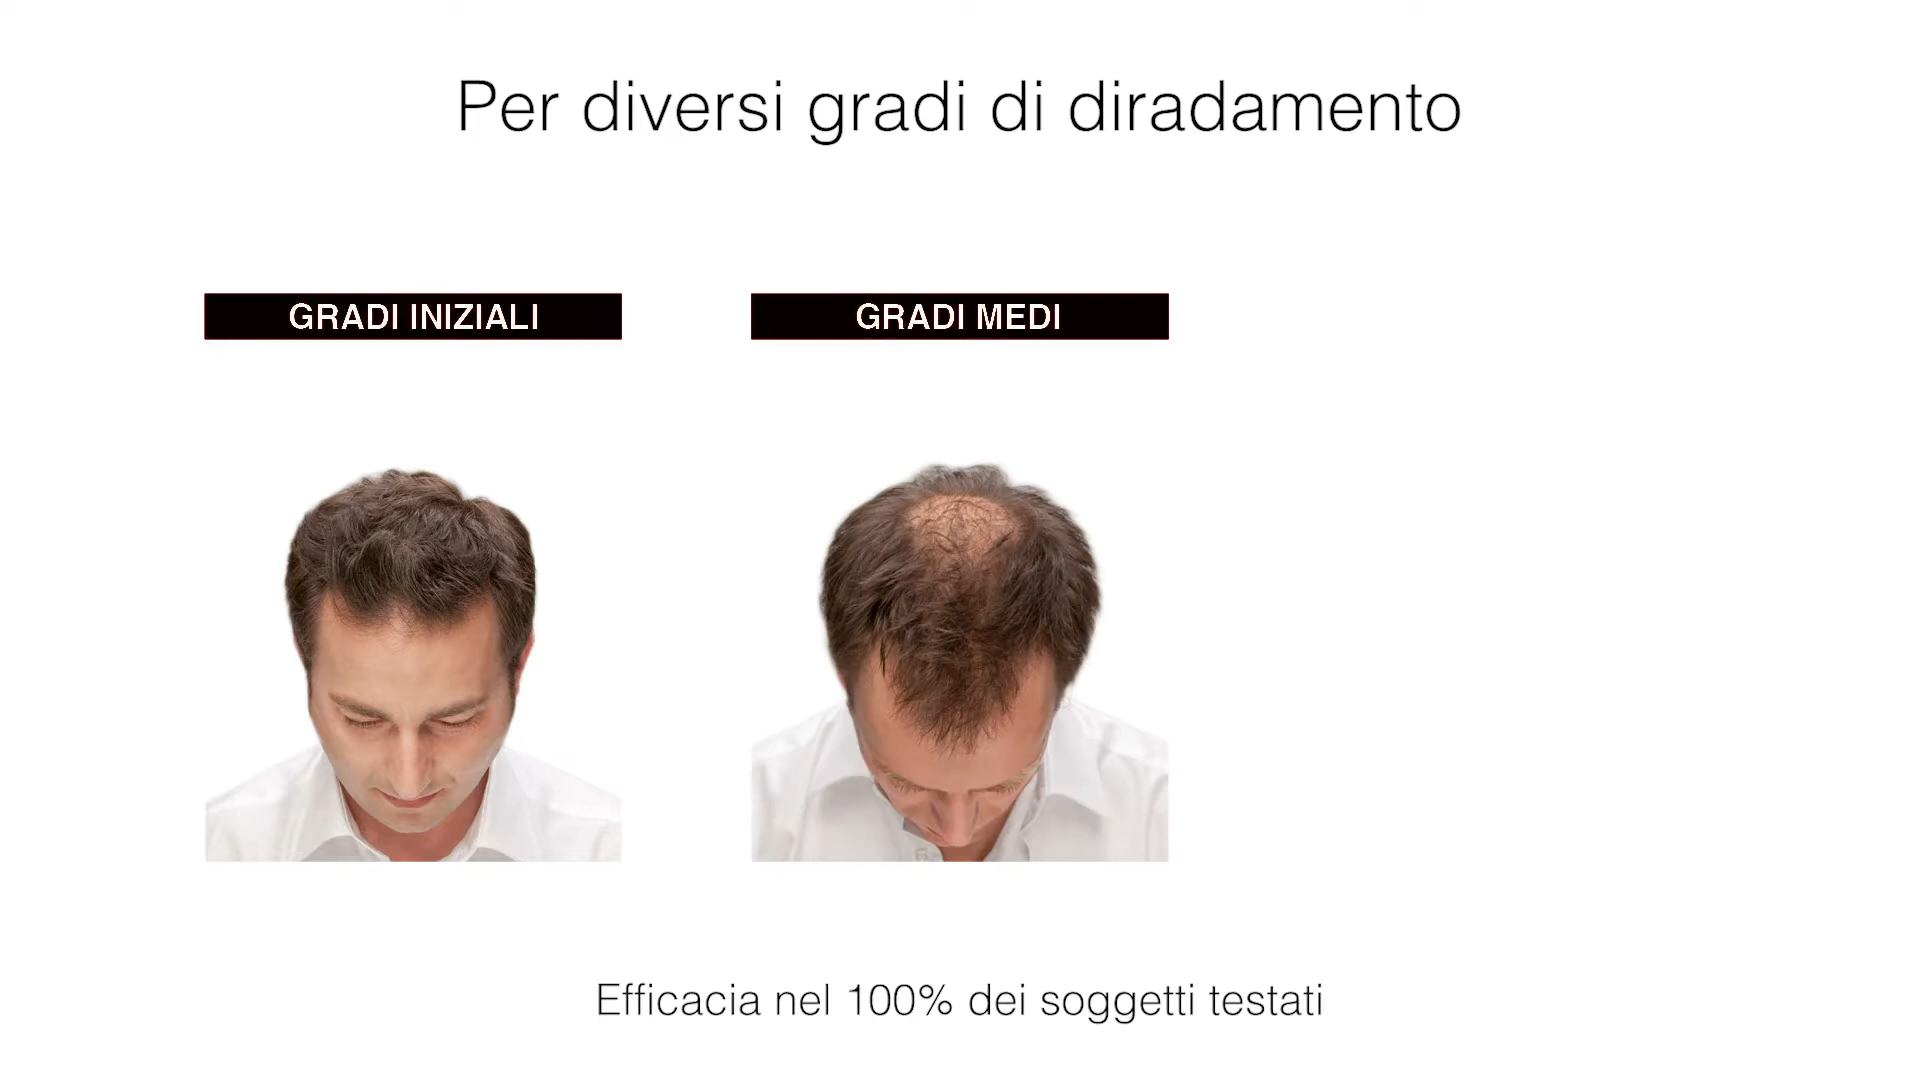 Per diversi gradi di diradamento
GRADI INIZIALI
GRADI MEDI
Efficacia nel 100% dei soggetti testati